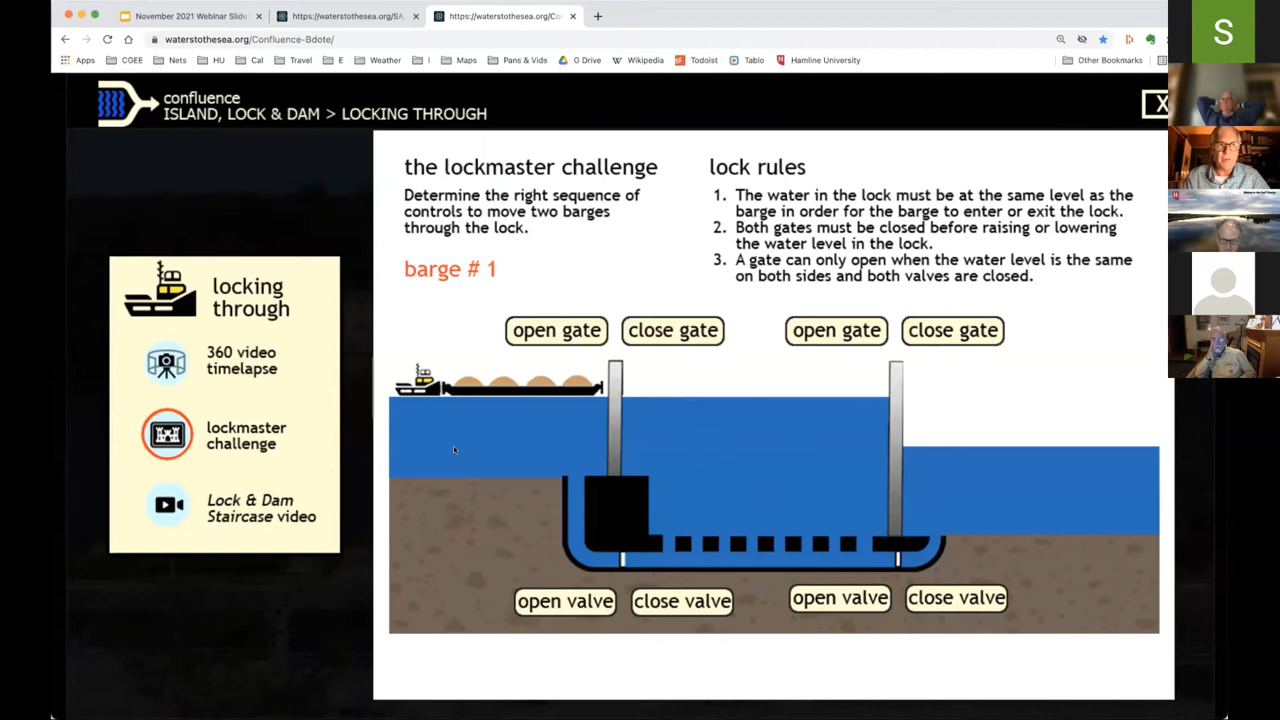 November 2021 Webinar Slide
https://waterstothesea.org/SA
https://waterstothesea.org/Co
waterstothesea.org/Confluence-Bdote/
Apps
CGEE
Nets
HU
Cal
Travel
E
Weather
I
Maps
Pans & Vids
G Drive
Wikipedia
Todoist
Tablo
Hamline University
Other Bookmarks
S
confluence
ISLAND, LOCK & DAM > LOCKING THROUGH
X
locking
through
360 video
timelapse
lockmaster
challenge
Lock & Dam
Staircase video
the lockmaster challenge
Determine the right sequence of
controls to move two barges
through the lock.
barge # 1
lock rules
1. The water in the lock must be at the same level as the
barge in order for the barge to enter or exit the lock.
2. Both gates must be closed before raising or lowering
the water level in the lock.
3. A gate can only open when the water level is the same
on both sides and both valves are closed.
open gate
close gate
open gate
close gate
open valve
close valve
open valve
close valve